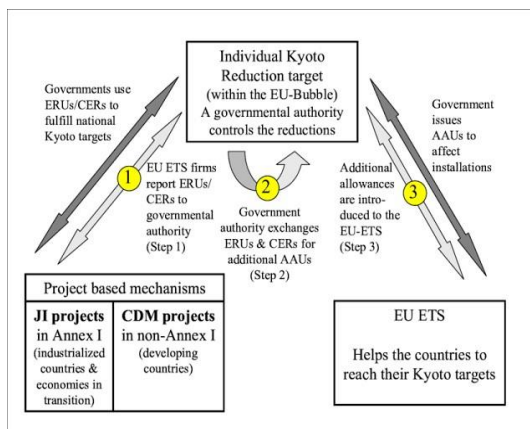 Individual Kyoto
Reduction target
(within the EU-Bubble)
A governmental authority
controls the reductions
Governments use
ERUs/CERs to
fulfill national
Kyoto targets
1
EU ETS firms
report ERUs/
CERs to
governmental
authority
(Step 1)
2
Government
authority exchanges
ERUs & CERs for
additional AAUs
(Step 2)
Additional
allowances
are intro-
duced to the
EU-ETS
(Step 3)
3
Government
issues
AAUs to
affect
installations
Project based mechanisms
JI projects
in Annex I
(industrialized
countries &
economies in
transition)
CDM projects
in non-Annex I
(developing
countries)
EU ETS
Helps the countries to
reach their Kyoto targets